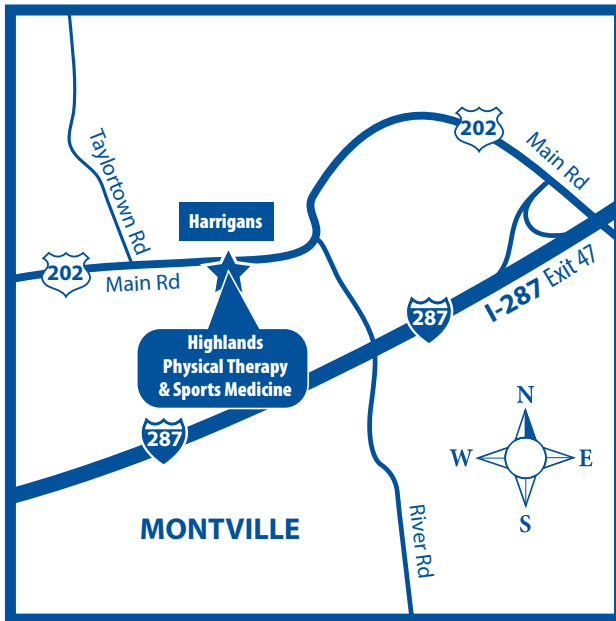 202
Main Rd
Taylortown Rd
Harrigans
202
Main Rd
I-287 Exit 47
287
Highlands
Physical Therapy
& Sports Medicine
287
N
W
E
S
MONTVILLE
River Rd